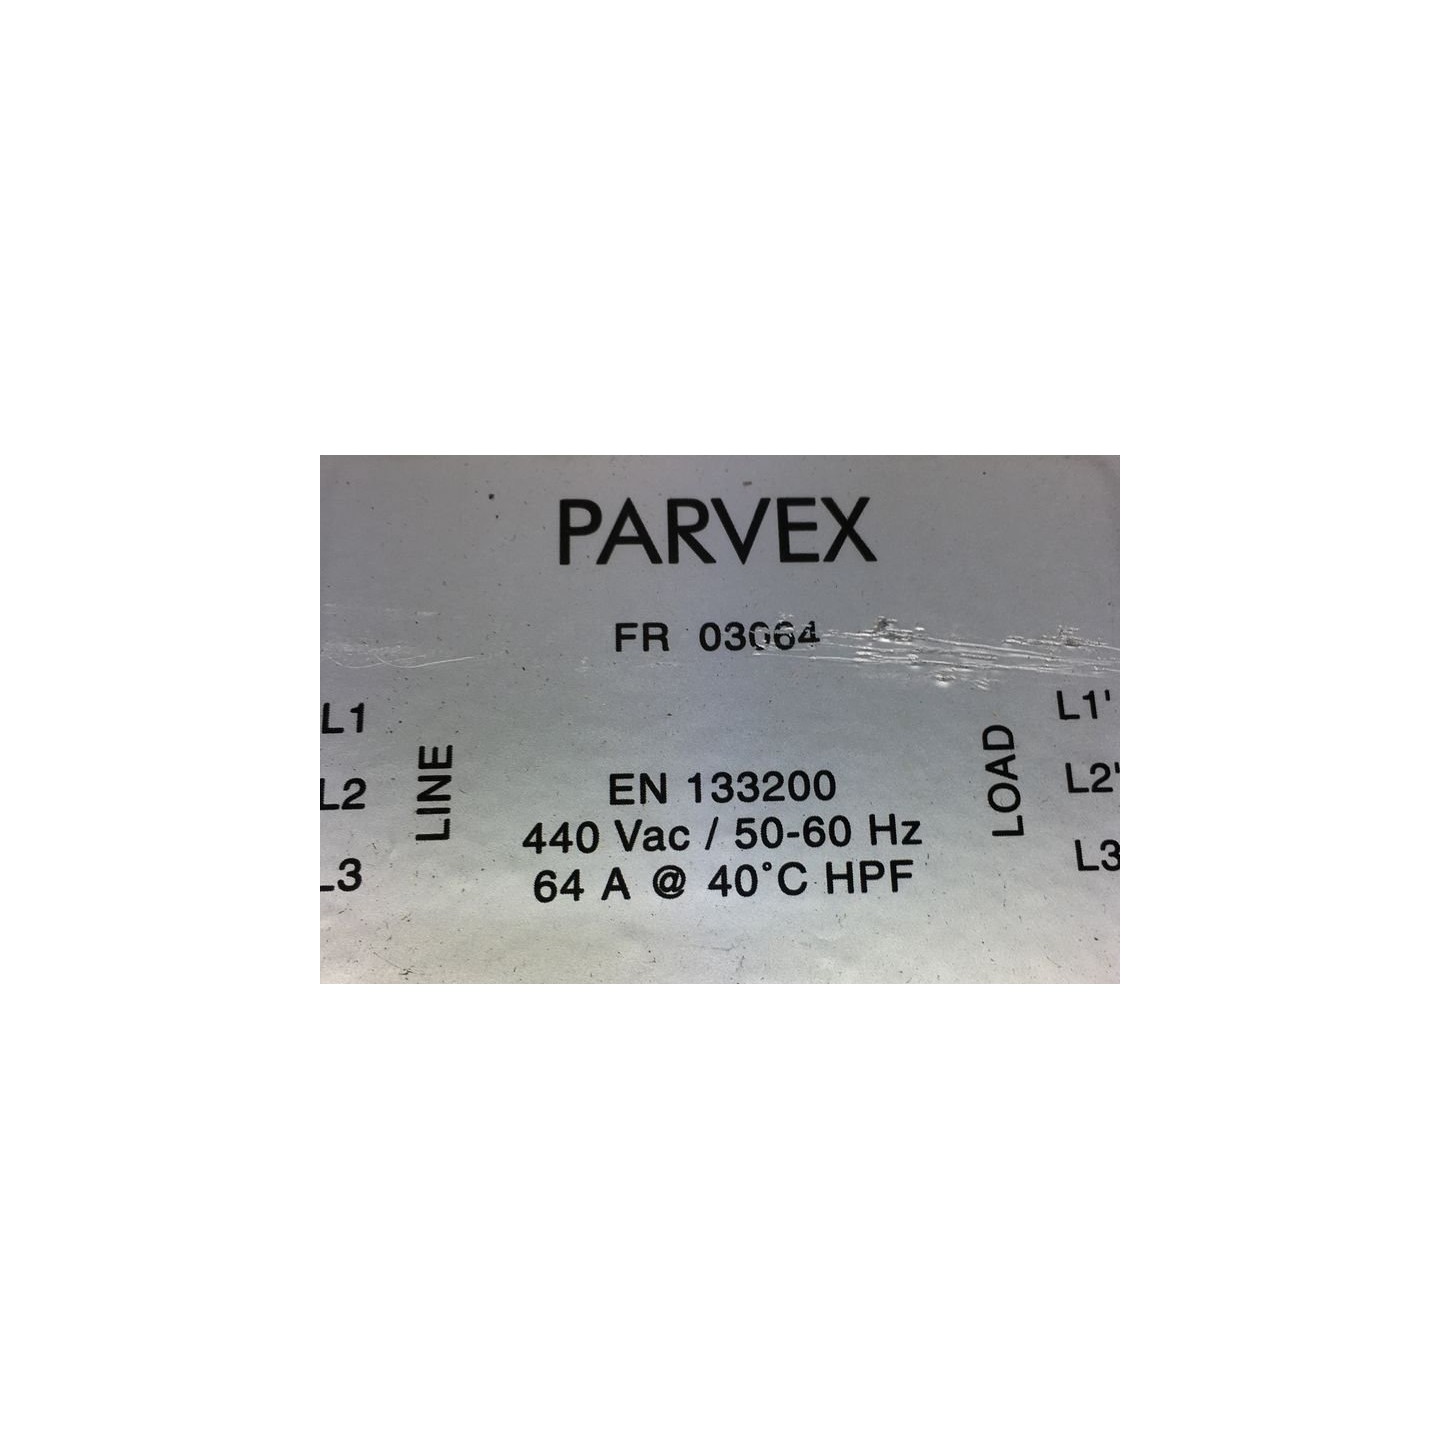 PARVEX
FR 03064
L1
L2
L3
LINE
EN 133200
440 Vac / 50-60 Hz
64 A @ 40°C HPF
LOAD
L1'
L2'
L3